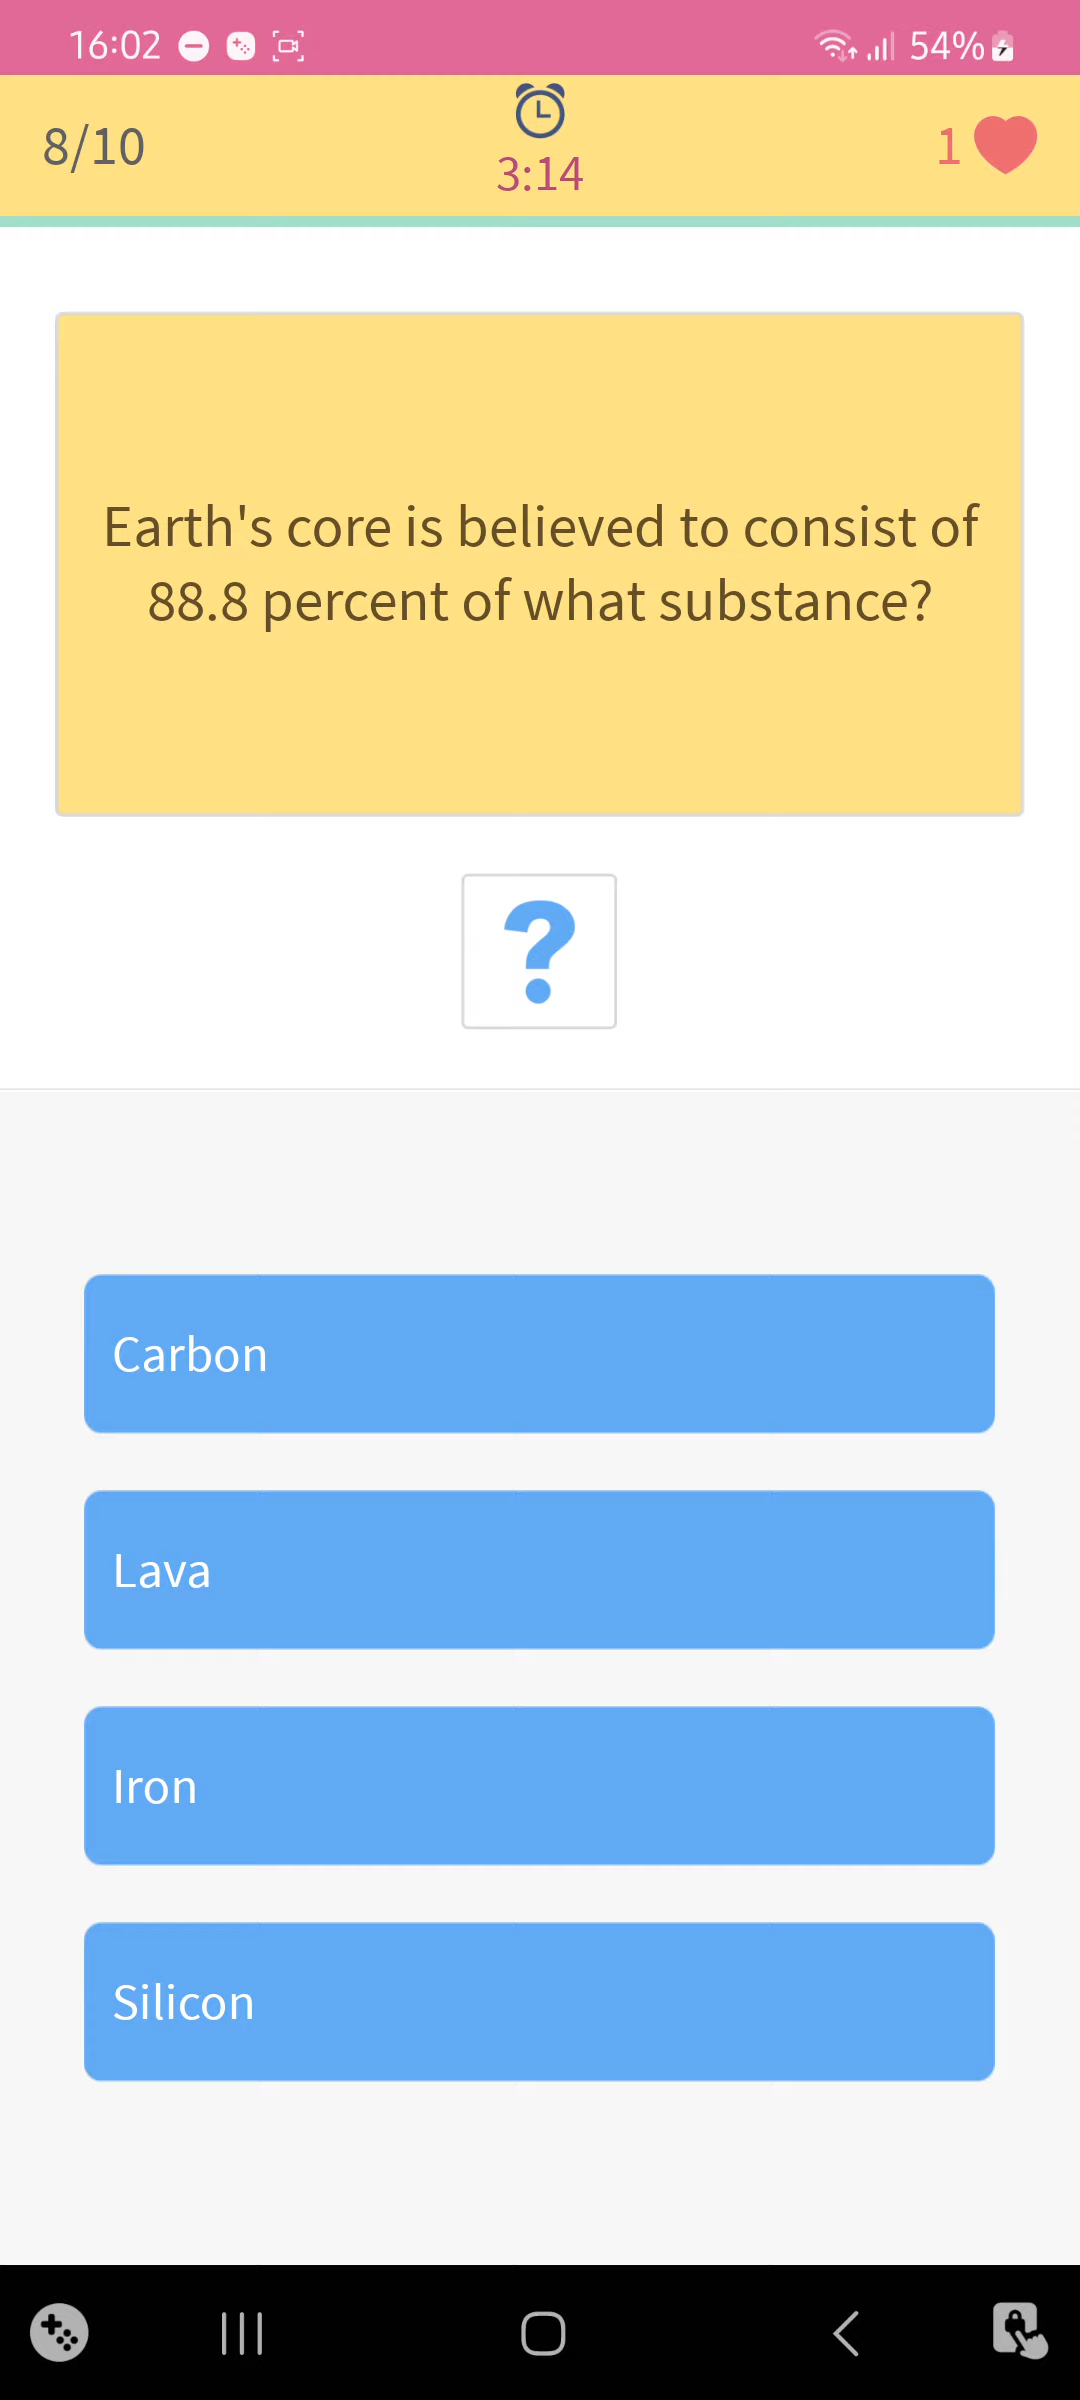 16:02
54%
8/10
3:14
1
Earth's core is believed to consist of
88.8 percent of what substance?
?
Carbon
Lava
Iron
Silicon